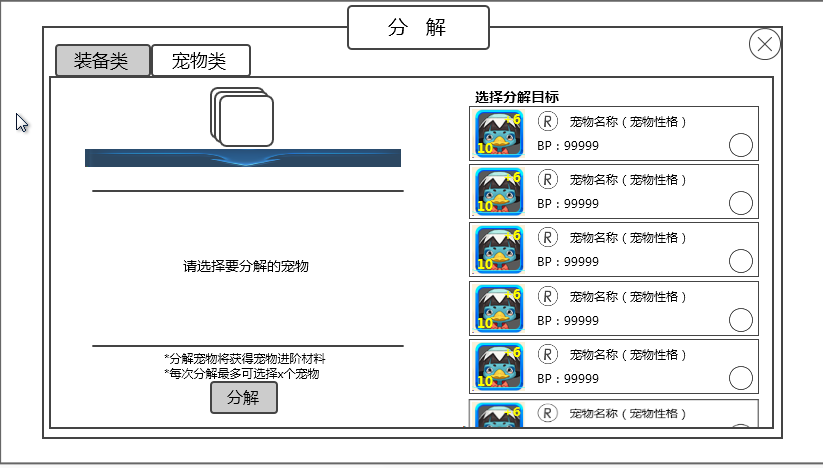 分 解
装备类 宠物类
选择分解目标
6
R 宠物名称（宠物性格）
10
BP：99999
6
R 宠物名称（宠物性格）
10
BP：99999
6
R 宠物名称（宠物性格）
10
BP：99999
6
R 宠物名称（宠物性格）
10
BP：99999
6
R 宠物名称（宠物性格）
10
BP：99999
6
R 宠物名称（宠物性格）
请选择要分解的宠物
*分解宠物将获得宠物进阶材料
*每次分解最多可选择x个宠物
分解